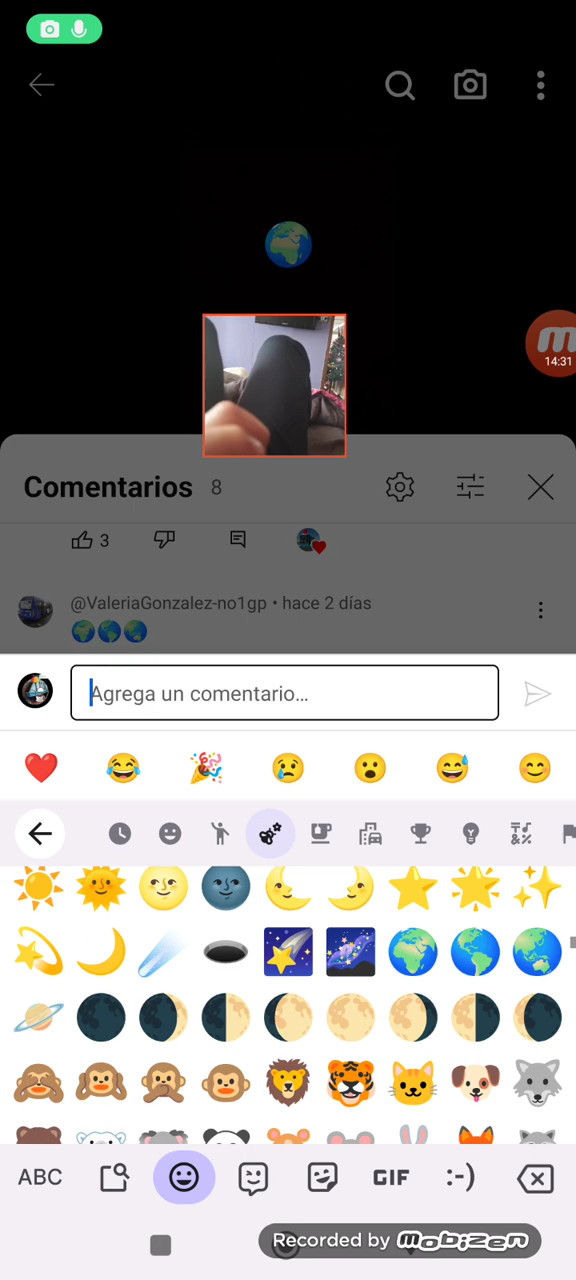 14:31
Comentarios 8
3
@ValeriaGonzalez-no1gp • hace 2 días
Agrega un comentario...
ABC
GIF
:-)
Recorded by mobizen